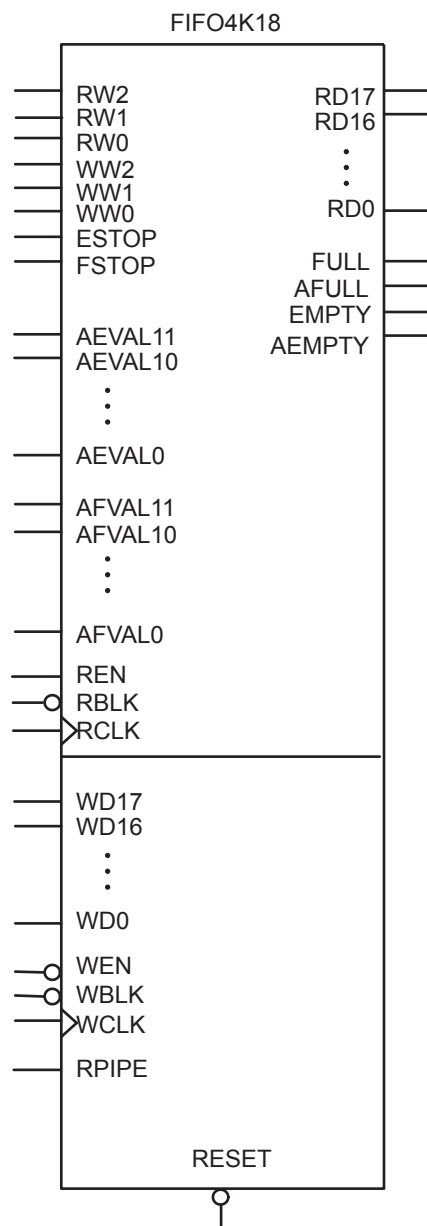 FIFO4K18
RW2
RW1
RW0
WW2
WW1
WW0
ESTOP
FSTOP
AEVAL11
AEVAL10
AEVAL0
AFVAL11
AFVAL10
AFVAL0
REN
RBLK
RCLK
RD17
RD16
RD0
FULL
AFULL
EMPTY
AEMPTY
WD17
WD16
WD0
WEN
WBLK
WCLK
RPIPE
RESET